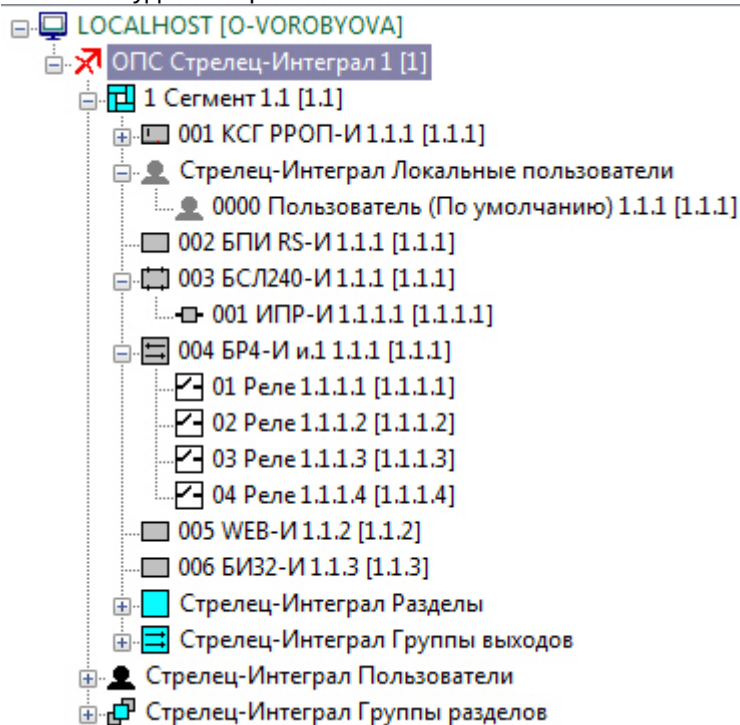 LOCALHOST [O-VOROBYOVA]
ОПС Стрелец-Интеграл 1 [1]
1 Сегмент 1.1 [1.1]
001 КСГ РРОП-И 1.1.1 [1.1.1]
Стрелец-Интеграл Локальные пользователи
0000 Пользователь (По умолчанию) 1.1.1 [1.1.1]
002 БПИ RS-И 1.1.1 [1.1.1]
003 БСЛ240-И 1.1.1 [1.1.1]
001 ИПР-И 1.1.1.1 [1.1.1.1]
004 БР4-И и.1 1.1.1 [1.1.1]
01 Реле 1.1.1.1 [1.1.1.1]
02 Реле 1.1.1.2 [1.1.1.2]
03 Реле 1.1.1.3 [1.1.1.3]
04 Реле 1.1.1.4 [1.1.1.4]
005 WEB-И 1.1.2 [1.1.2]
006 БИ32-И 1.1.3 [1.1.3]
Стрелец-Интеграл Разделы
Стрелец-Интеграл Группы выходов
Стрелец-Интеграл Пользователи
Стрелец-Интеграл Группы разделов